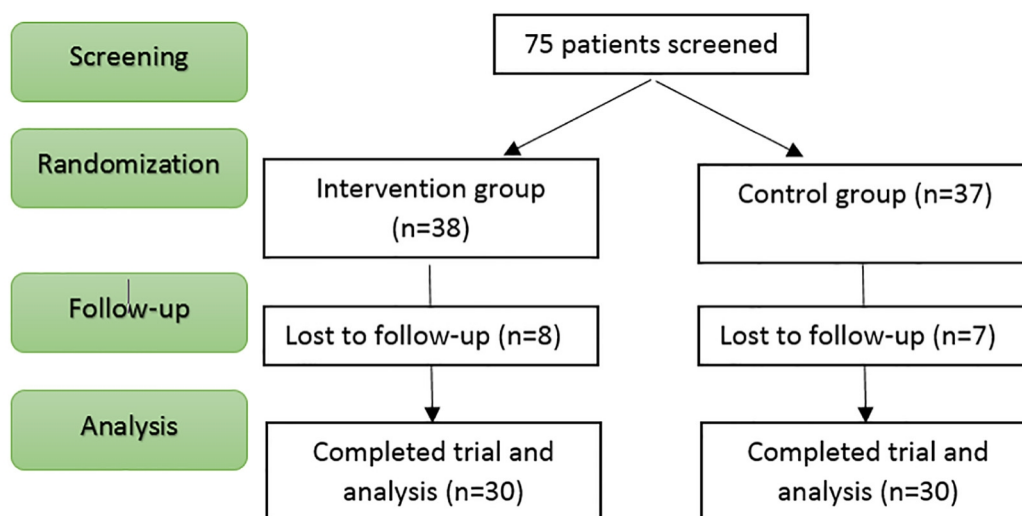 Screening
75 patients screened
Randomization
Intervention group
(n=38)
Control group (n=37)
Follow-up
Lost to follow-up (n=8)
Lost to follow-up (n=7)
Analysis
Completed trial and
analysis (n=30)
Completed trial and
analysis (n=30)